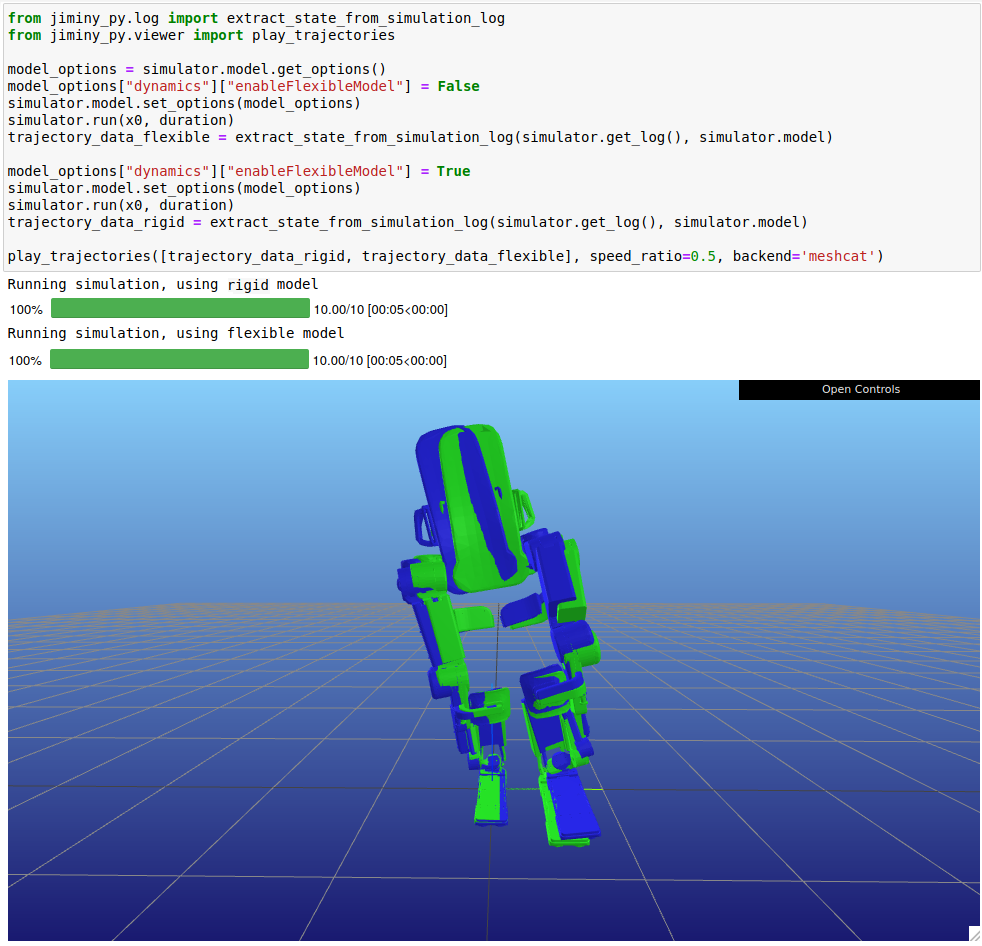 from jiminy_py.log import extract_state_from_simulation_log
from jiminy_py.viewer import play_trajectories
model_options = simulator.model.get_options()
model_options["dynamics"]["enableFlexibleModel"] = False
simulator.model.set_options(model_options)
simulator.run(x0, duration)
trajectory_data_flexible = extract_state_from_simulation_log(simulator.get_log(), simulator.model)
model_options["dynamics"]["enableFlexibleModel"] = True
simulator.model.set_options(model_options)
simulator.run(x0, duration)
trajectory_data_rigid = extract_state_from_simulation_log(simulator.get_log(), simulator.model)
play_trajectories([trajectory_data_rigid, trajectory_data_flexible], speed_ratio=0.5, backend='meshcat')
Running simulation, using rigid model
100% 10.00/10 [00:05<00:00]
Running simulation, using flexible model
100% 10.00/10 [00:05<00:00]
Open Controls